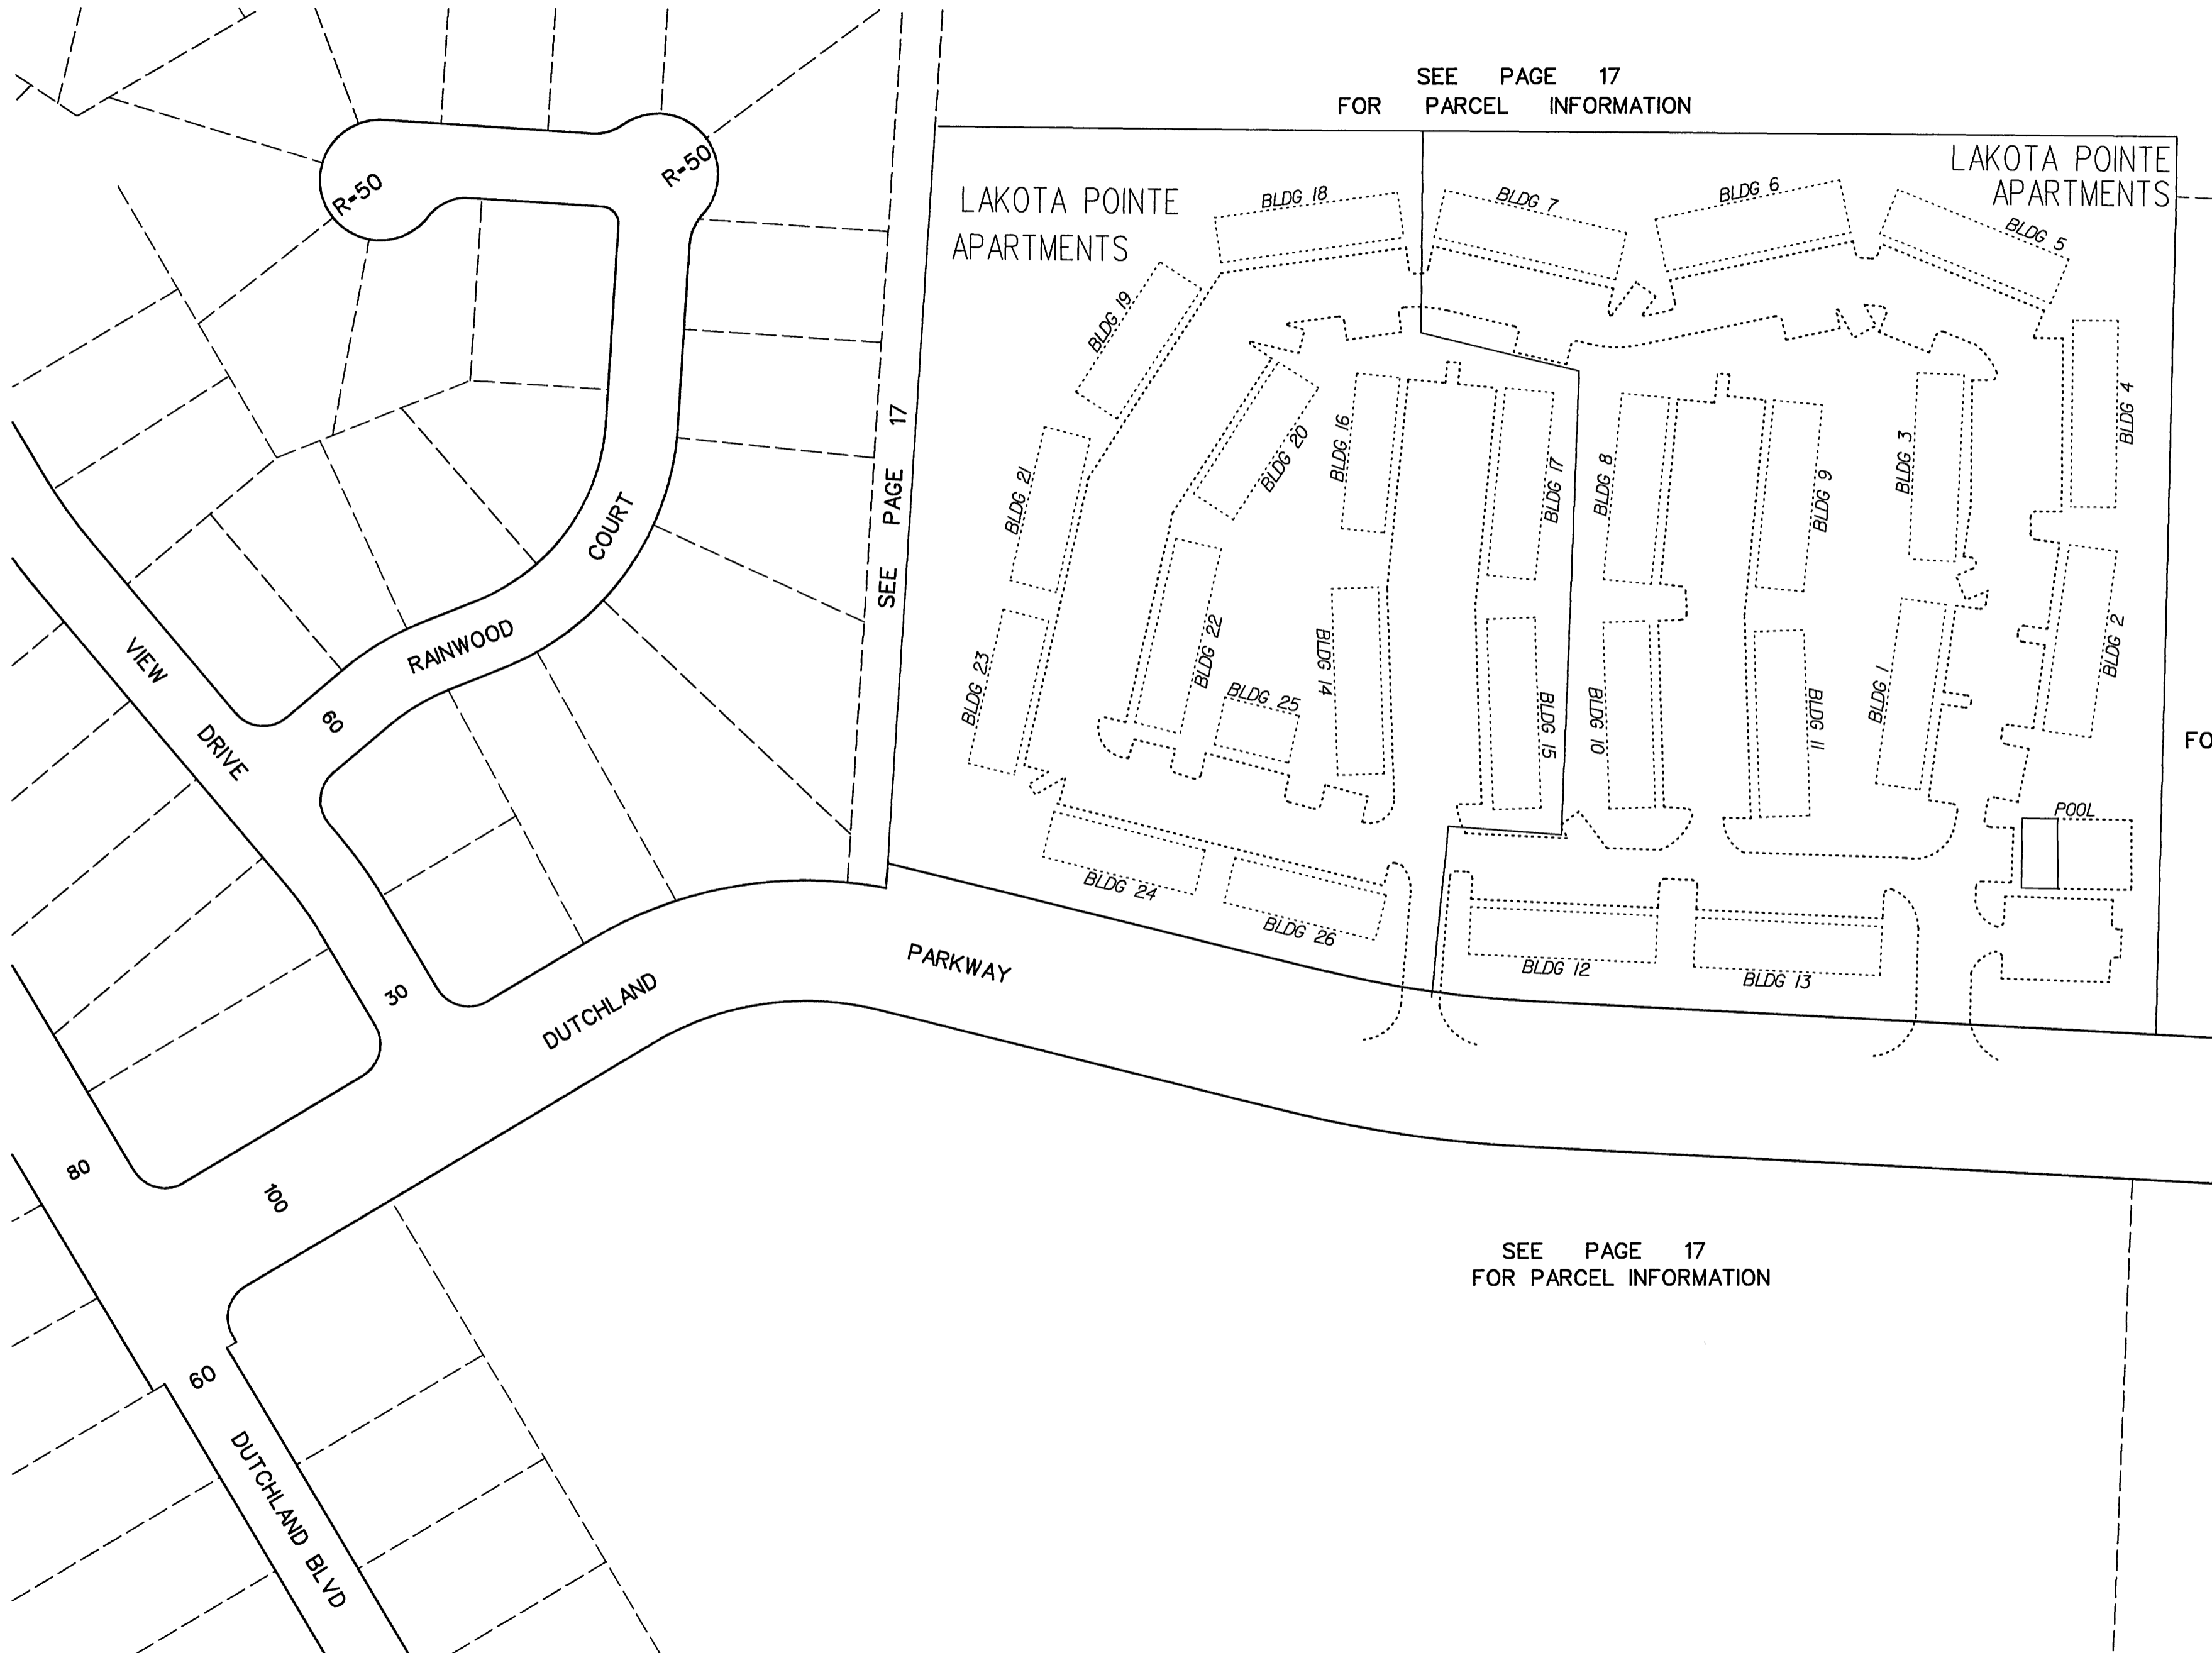 SEE PAGE 17
FOR PARCEL INFORMATION
LAKOTA POINTE
APARTMENTS
LAKOTA POINTE
APARTMENTS
R=50
R=50
BLDG 18
BLDG 7
BLDG 6
BLDG 5
BLDG 19
BLDG 20
BLDG 16
BLDG 17
BLDG 8
BLDG 9
BLDG 3
BLDG 4
BLDG 21
SEE PAGE 17
COURT
RAINWOOD
VIEW
DRIVE
60
BLDG 23
BLDG 22
BLDG 25
BLDG 14
BLDG 15
BLDG 10
BLDG 11
BLDG 1
BLDG 2
FO
POOL
BLDG 24
BLDG 26
BLDG 12
BLDG 13
30
DUTCHLAND
PARKWAY
80
100
SEE PAGE 17
FOR PARCEL INFORMATION
60
DUTCHLAND BLVD